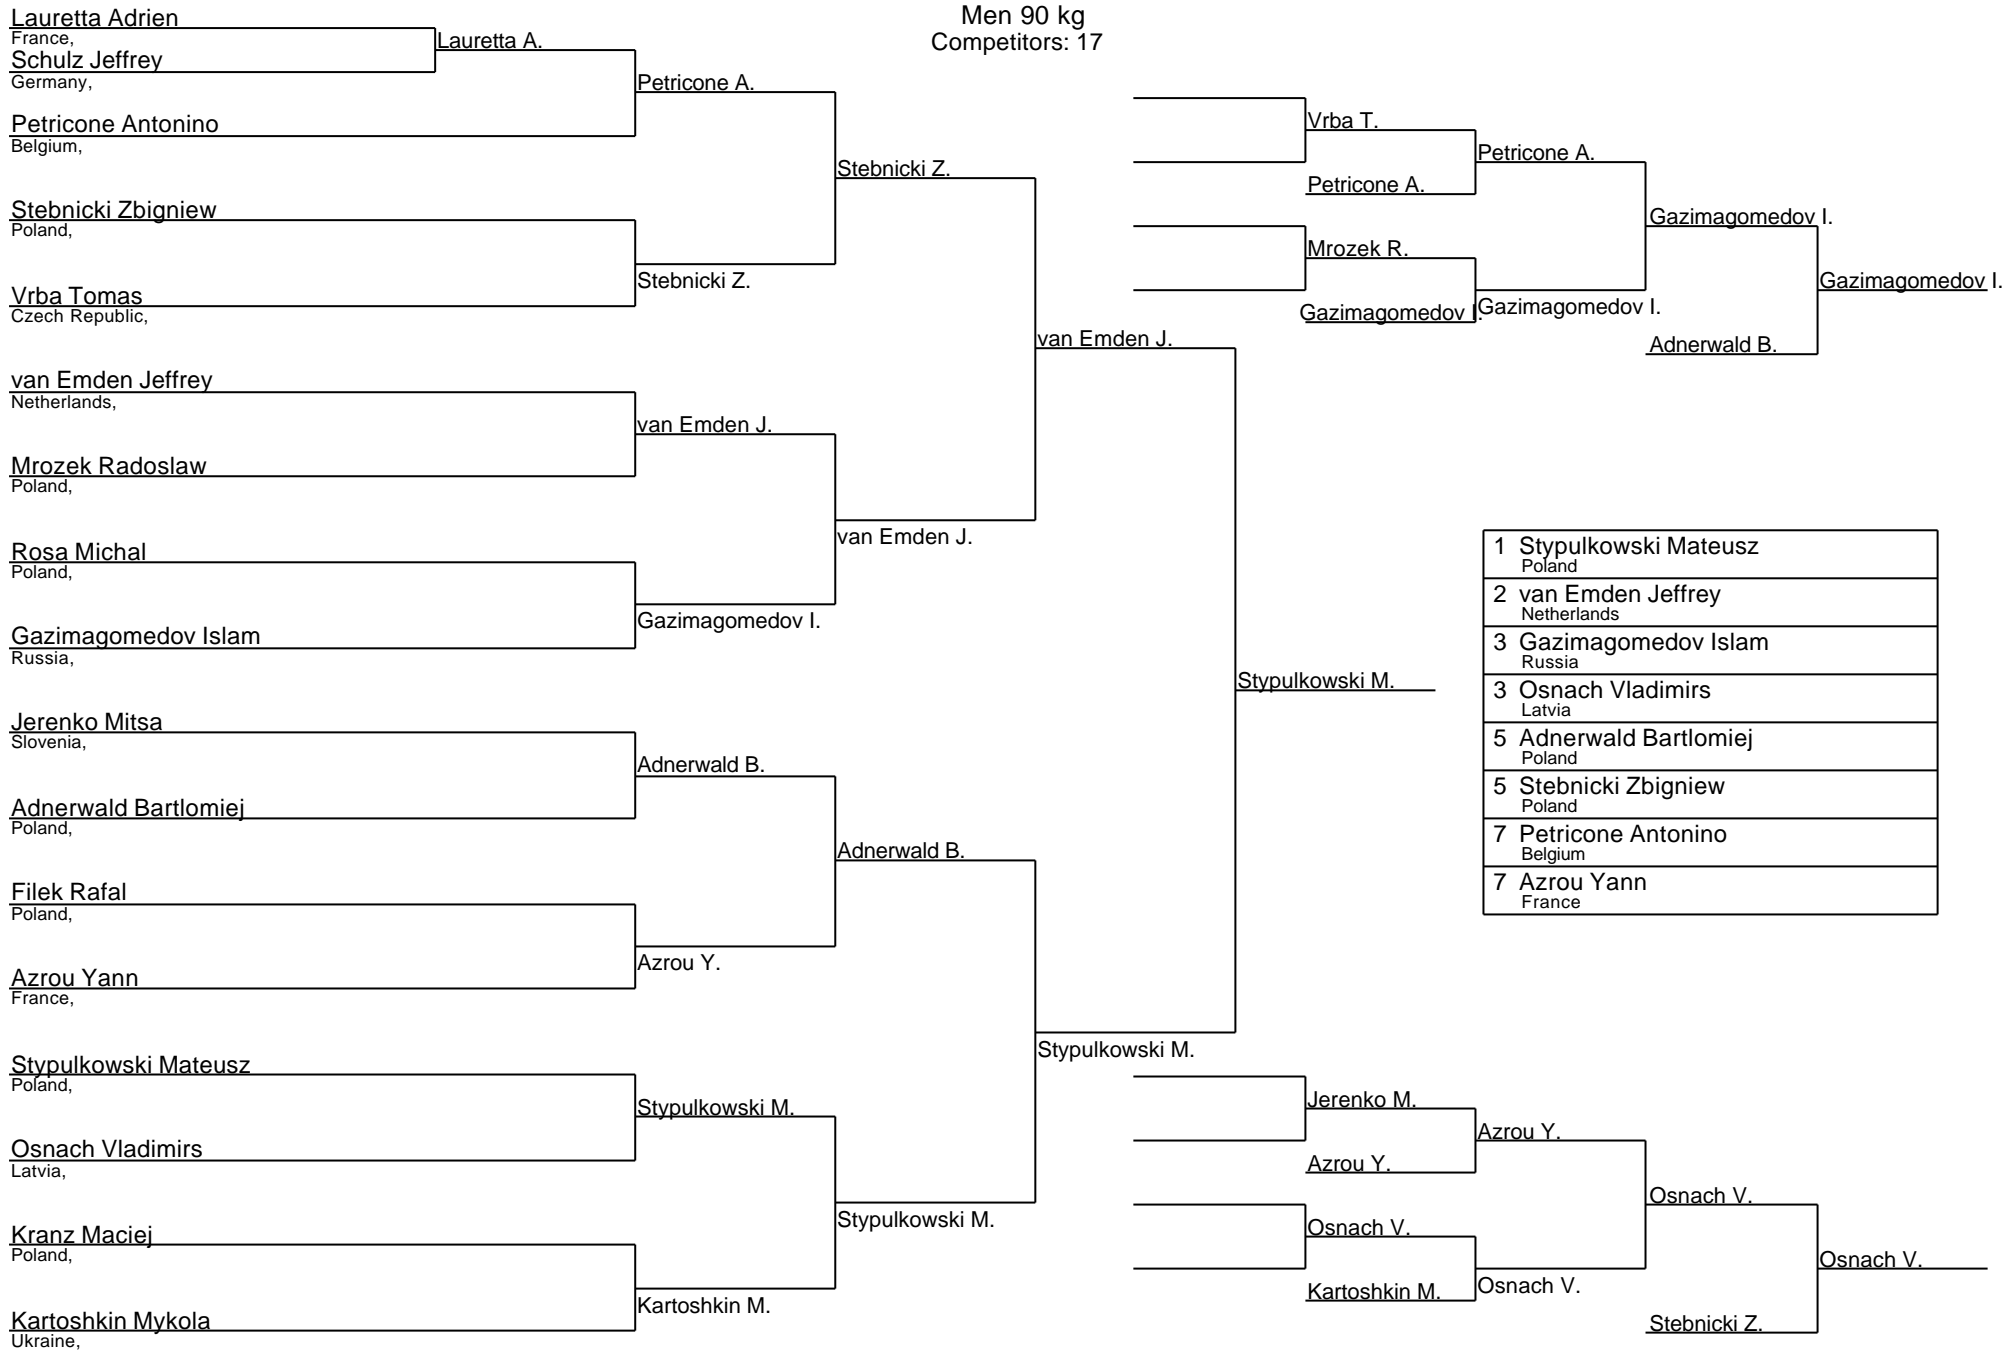 Men 90 kg
Competitors: 17
Lauretta Adrien
France,
Schulz Jeffrey
Germany,
Petricone Antonino
Belgium,
Stebnicki Zbigniew
Poland,
Vrba Tomas
Czech Republic,
van Emden Jeffrey
Netherlands,
Mrozek Radoslaw
Poland,
Rosa Michal
Poland,
Gazimagomedov Islam
Russia,
Jerenko Mitsa
Slovenia,
Adnerwald Bartlomiej
Poland,
Filek Rafal
Poland,
Azrou Yann
France,
Stypulkowski Mateusz
Poland,
Osnach Vladimirs
Latvia,
Kranz Maciej
Poland,
Kartoshkin Mykola
Ukraine,
Lauretta A.
Petricone A.
Stebnicki Z.
van Emden J.
Gazimagomedov I.
Adnerwald B.
Azrou Y.
Stypulkowski M.
Kartoshkin M.
Stebnicki Z.
van Emden J.
Adnerwald B.
Stypulkowski M.
van Emden J.
Stypulkowski M.
Stypulkowski M.
Vrba T.
Petricone A.
Mrozek R.
Gazimagomedov I.
Petricone A.
Gazimagomedov I.
Gazimagomedov I.
Adnerwald B.
Gazimagomedov I.
1 Stypulkowski Mateusz
Poland
2 van Emden Jeffrey
Netherlands
3 Gazimagomedov Islam
Russia
3 Osnach Vladimirs
Latvia
5 Adnerwald Bartlomiej
Poland
5 Stebnicki Zbigniew
Poland
7 Petricone Antonino
Belgium
7 Azrou Yann
France
Jerenko M.
Azrou Y.
Osnach V.
Kartoshkin M.
Azrou Y.
Osnach V.
Osnach V.
Stebnicki Z.
Osnach V.